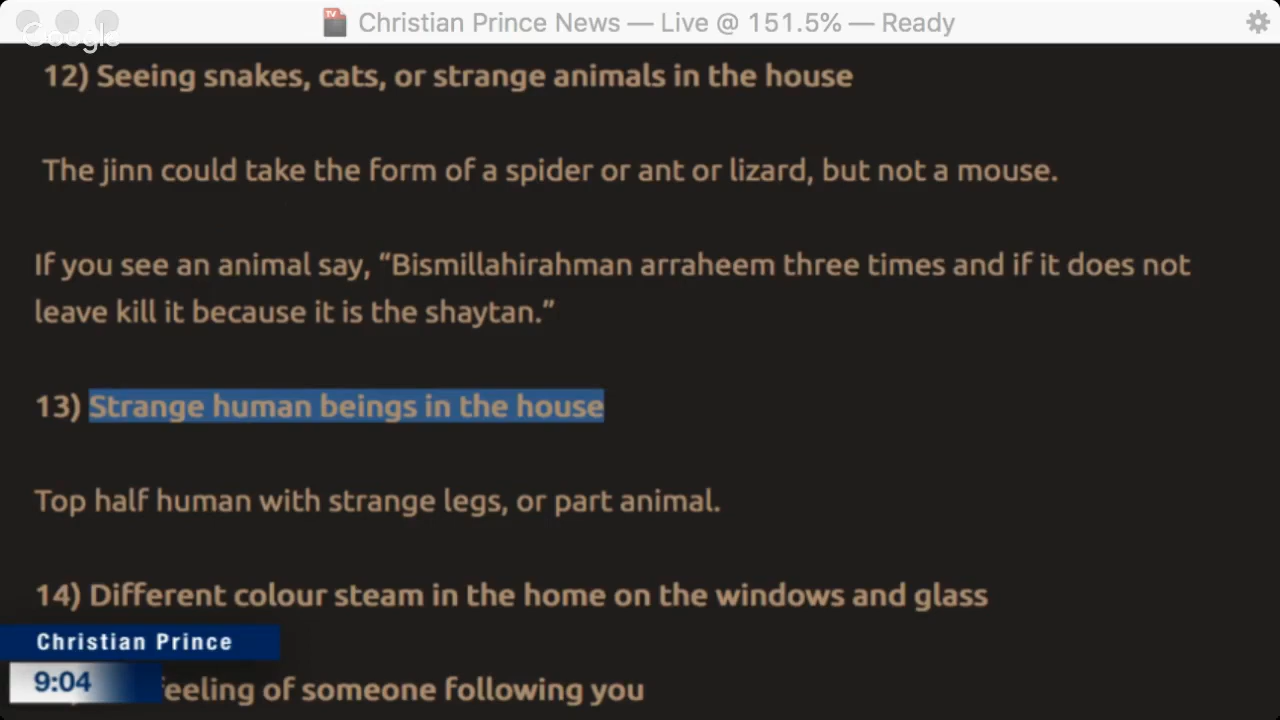 Google
Christian Prince News — Live @ 151.5% — Ready
12) Seeing snakes, cats, or strange animals in the house
The jinn could take the form of a spider or ant or lizard, but not a mouse.
If you see an animal say, “Bismillahirahman arraheem three times and if it does not
leave kill it because it is the shaytan.”
13) Strange human beings in the house
Top half human with strange legs, or part animal.
14) Different colour steam in the home on the windows and glass
Christian Prince
9:04
feeling of someone following you